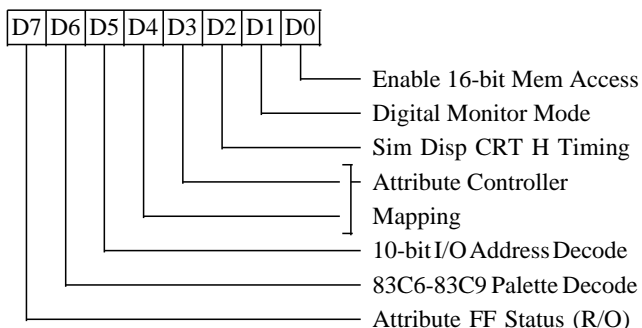 D7 D6 D5 D4 D3 D2 D1 D0
Enable 16-bit Mem Access
Digital Monitor Mode
Sim Disp CRT H Timing
Attribute Controller
Mapping
10-bit I/O Address Decode
83C6-83C9 Palette Decode
Attribute FF Status (R/O)